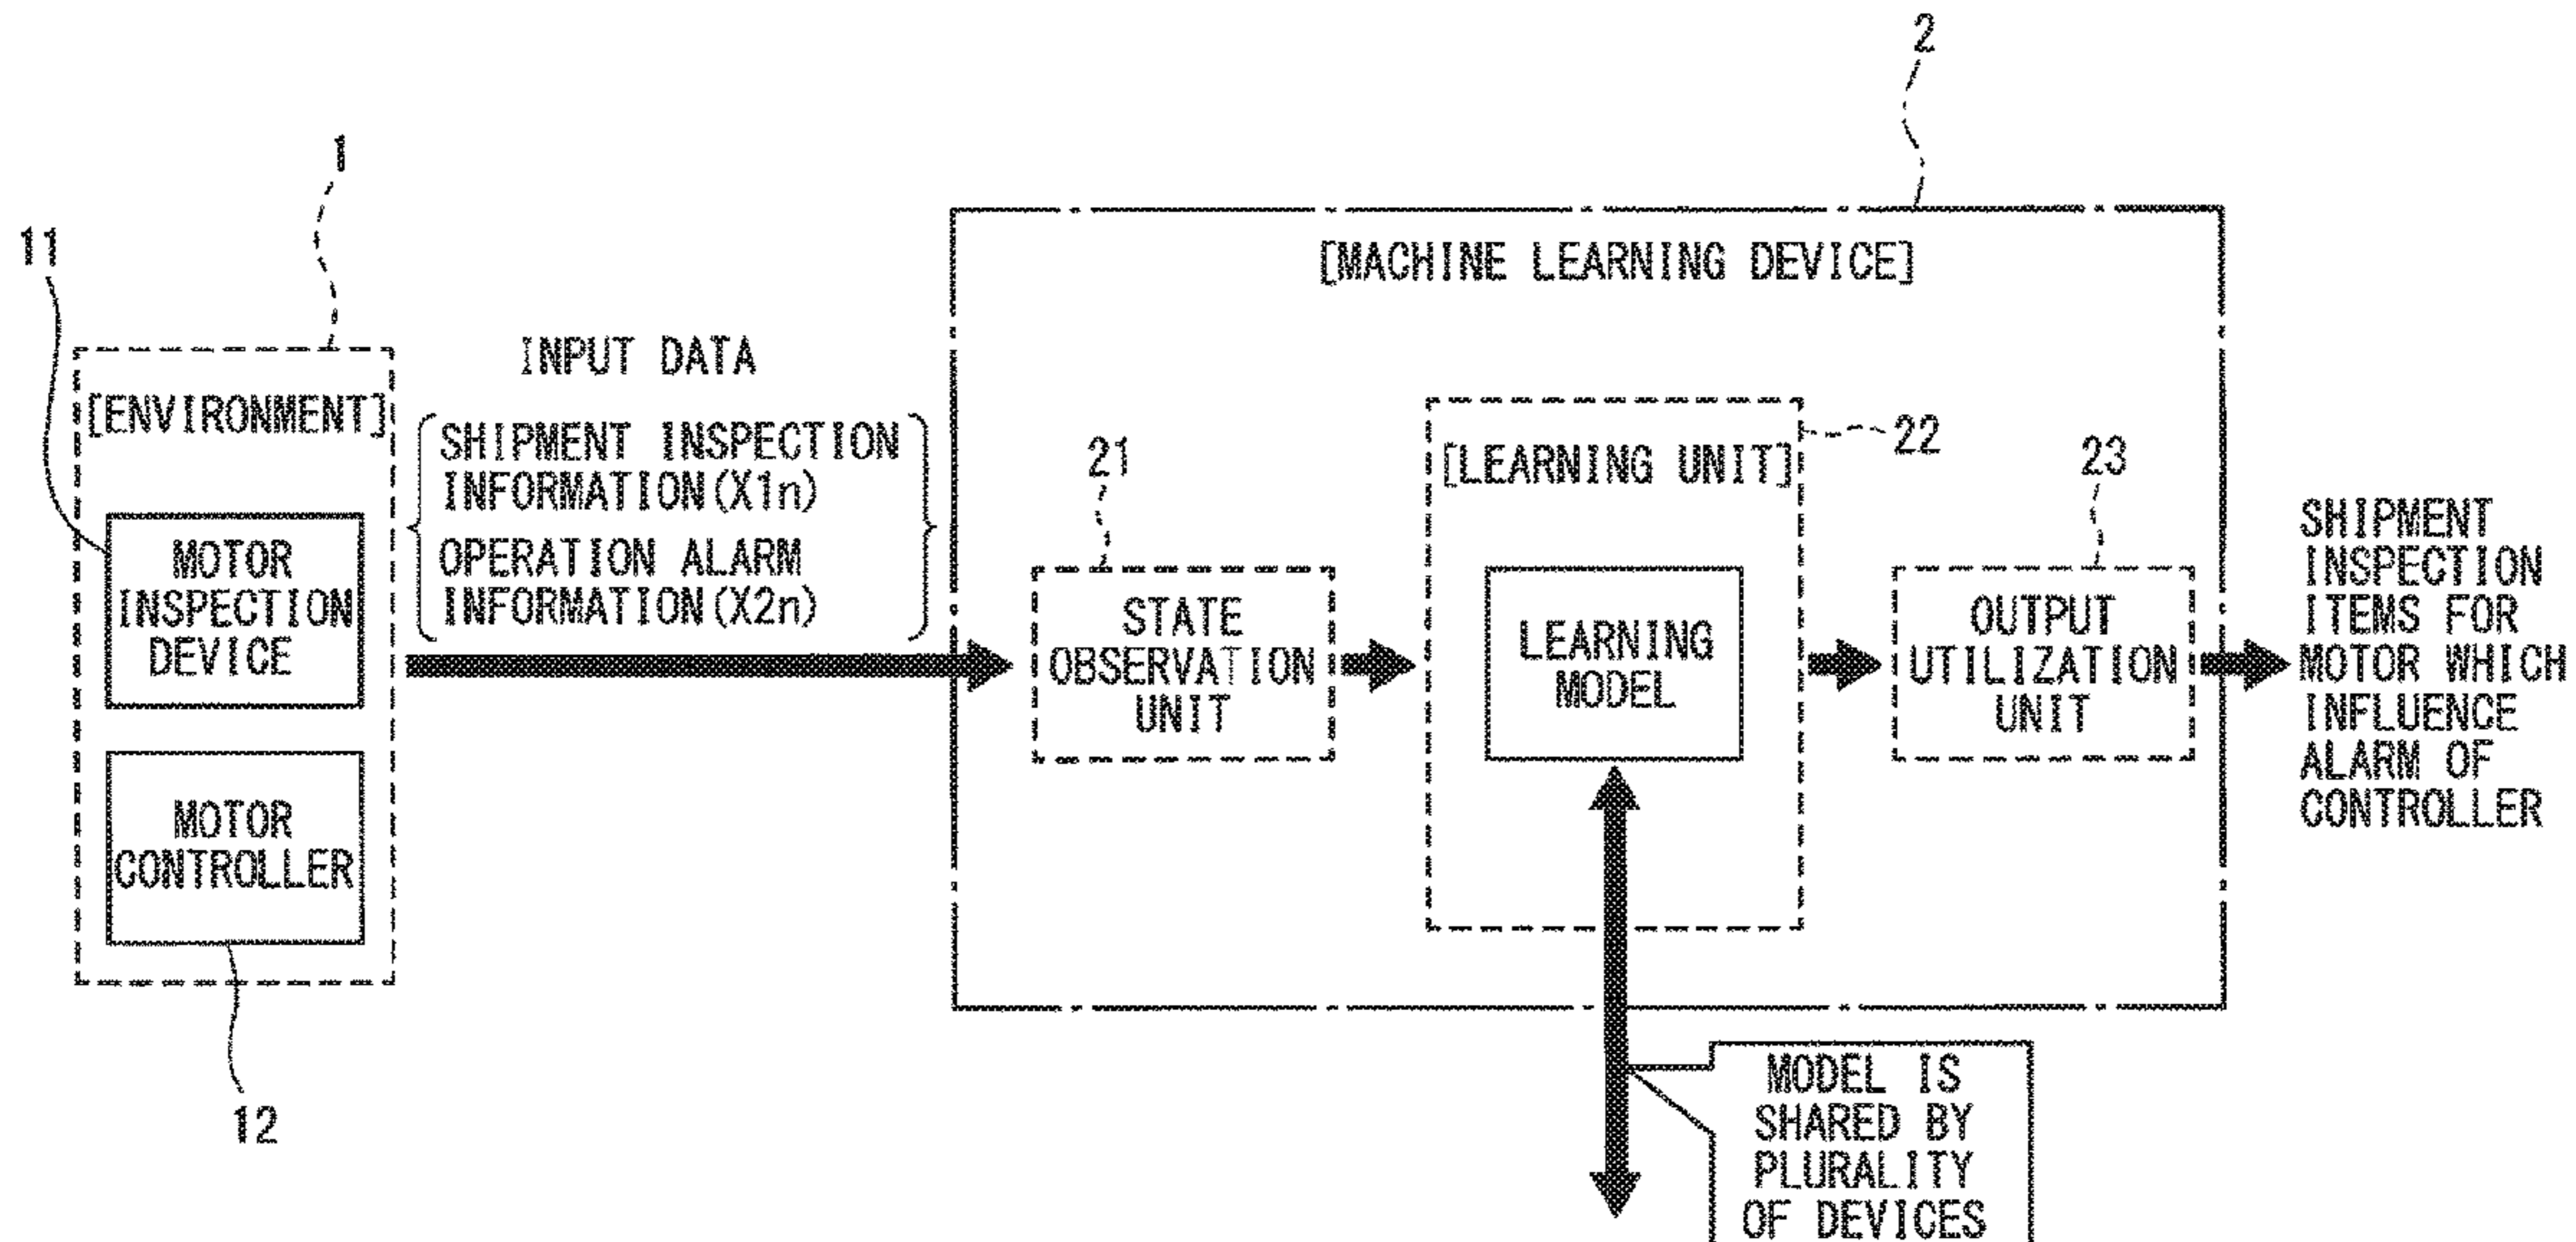 2
1
11
[MACHINE LEARNING DEVICE]
INPUT DATA
[ENVIRONMENT]
SHIPMENT INSPECTION
INFORMATION(X1n)
OPERATION ALARM
INFORMATION(X2n)
MOTOR
INSPECTION
DEVICE
MOTOR
CONTROLLER
12
21
STATE
OBSERVATION
UNIT
[LEARNING UNIT]
22
LEARNING
MODEL
23
OUTPUT
UTILIZATION
UNIT
SHIPMENT
INSPECTION
ITEMS FOR
MOTOR WHICH
INFLUENCE
ALARM OF
CONTROLLER
MODEL IS
SHARED BY
PLURALITY
OF DEVICES